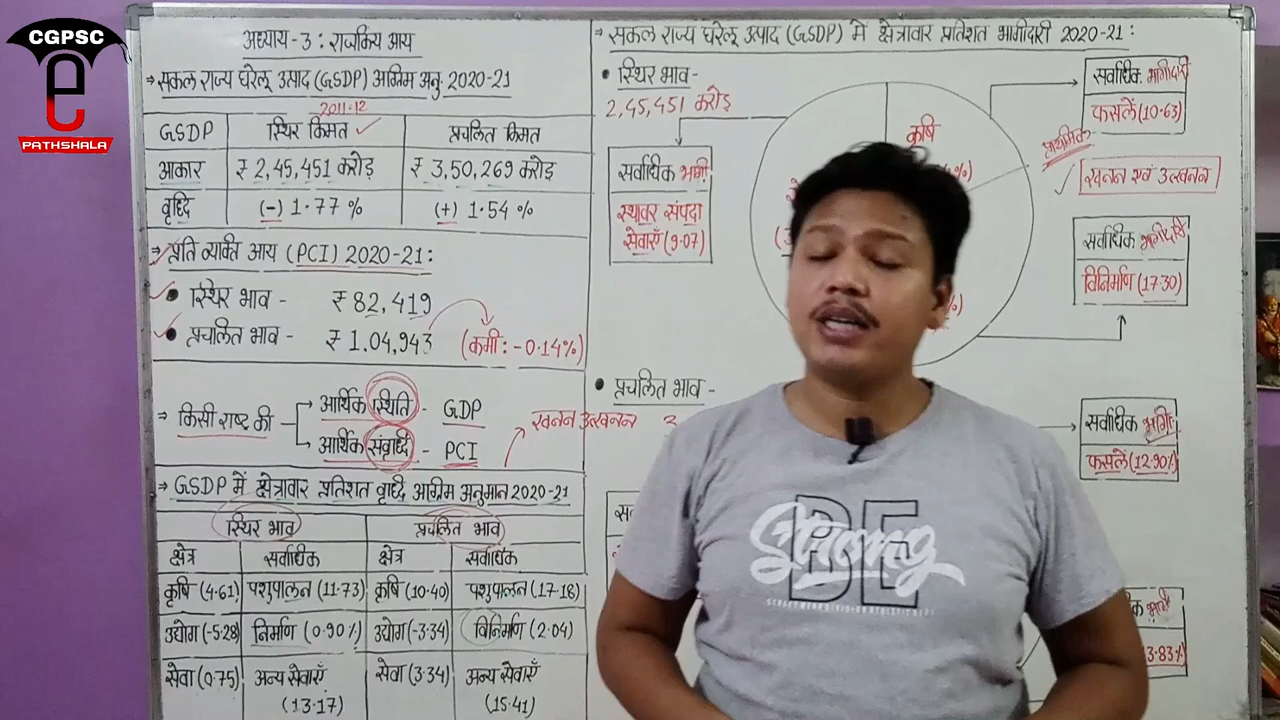 CGPSC
e
PATHSHALA
अध्याय-3 : राजकिय आय
⇒ सकल राज्य घरेलू उत्पाद (GSDP) अग्रिम अनु. 2020-21
2011-12
GSDP स्थिर किमत ✓ प्रचलित किमत
आकार ₹ 2,45,451 करोड़ ₹ 3,50,269 करोड़
वृद्धि (-) 1.77 % (+) 1.54 %
⇒ प्रति व्यक्ति आय (PCI) 2020-21 :
• स्थिर भाव - ₹ 82,419
• प्रचलित भाव - ₹ 1,04,943 (कमी : -0.14%)
⇒ किसी राष्ट की
आर्थिक स्थिति - GDP
आर्थिक संवृद्धि - PCI
खनन उत्खनन
⇒ GSDP में क्षेत्रावार प्रतिशत वृद्धि अग्रिम अनुमान 2020-21
स्थिर भाव प्रचलित भाव
क्षेत्र सर्वाधिक क्षेत्र सर्वाधिक
कृषि (4.61) पशुपालन (11.73) कृषि (10.40) पशुपालन (17.18)
उद्योग (-5.28) निर्माण (0.90%) उद्योग (-3.34) विनिर्माण (2.04)
सेवा (0.75) अन्य सेवाएँ (13.17) सेवा (3.34) अन्य सेवाएँ (15.41)
⇒ सकल राज्य घरेलू उत्पाद (GSDP) में क्षेत्रावार प्रतिशत भागीदारी 2020-21 :
• स्थिर भाव -
2,45,451 करोड़
सर्वाधिक भागी.
स्थावर संपदा
सेवाएँ (9.07)
कृषि
सर्वाधिक भागीदारी
फसलें (10.63)
प्राथमिक
✓ खनन एवं उत्खनन
सर्वाधिक भागीदारी
विनिर्माण (17.30)
• प्रचलित भाव -
सर्वाधिक भागी.
फसलें (12.90%)
BE
Strong
3.83%)